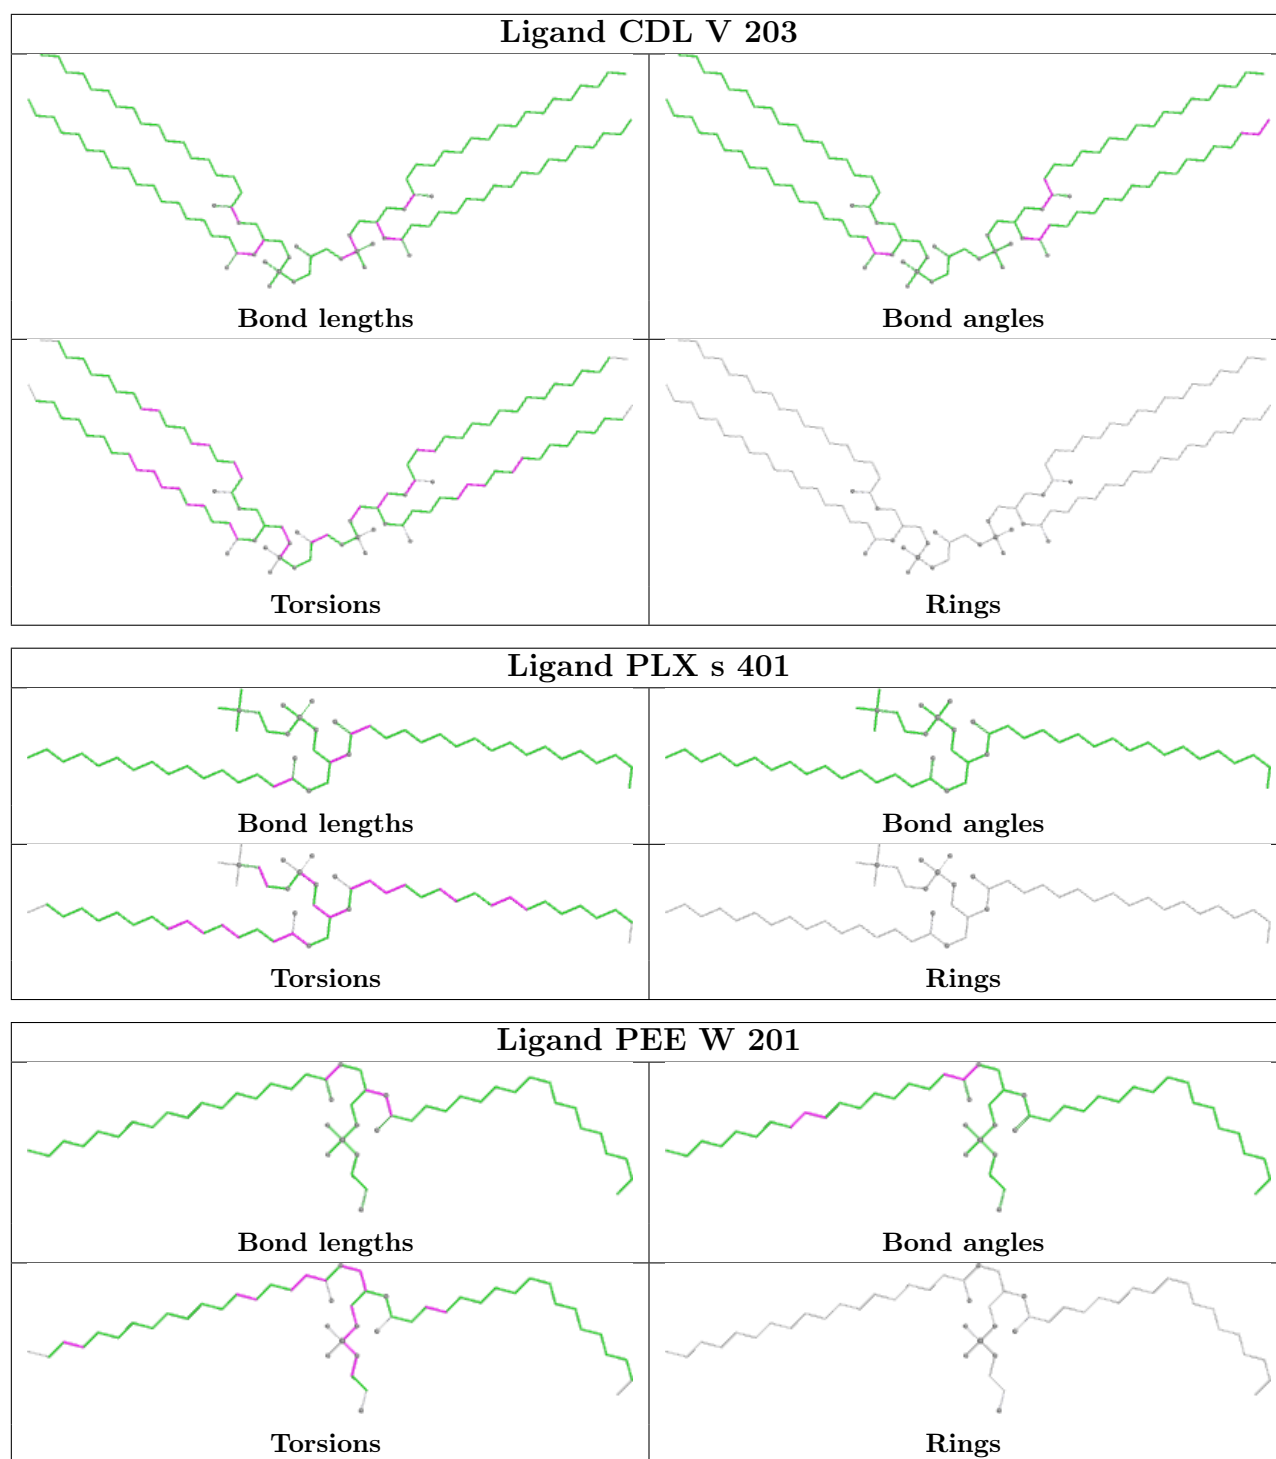 Ligand CDL V 203
Bond lengths
Bond angles
Torsions
Rings
Ligand PLX s 401
Bond lengths
Bond angles
Torsions
Rings
Ligand PEE W 201
Bond lengths
Bond angles
Torsions
Rings